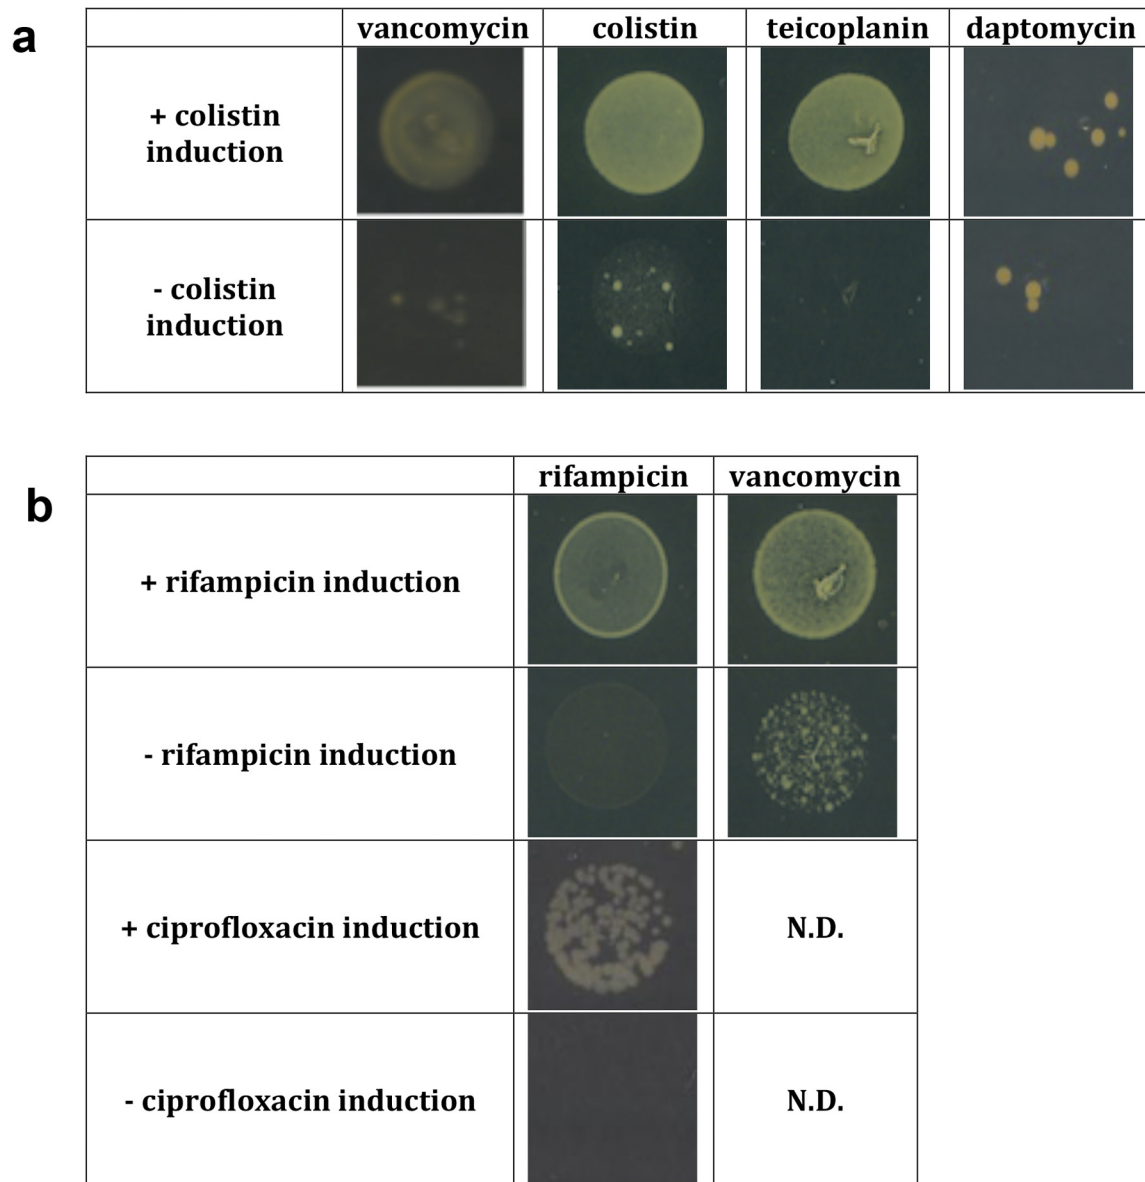 a
vancomycin colistin teicoplanin daptomycin
+ colistin
induction
- colistin
induction
b
rifampicin vancomycin
+ rifampicin induction
- rifampicin induction
+ ciprofloxacin induction N.D.
- ciprofloxacin induction N.D.